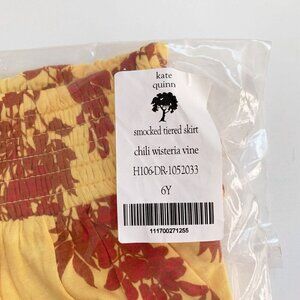 kate
quinn
smocked tiered skirt
chili wisteria vine
H106-DR-1052033
6Y
111700271255